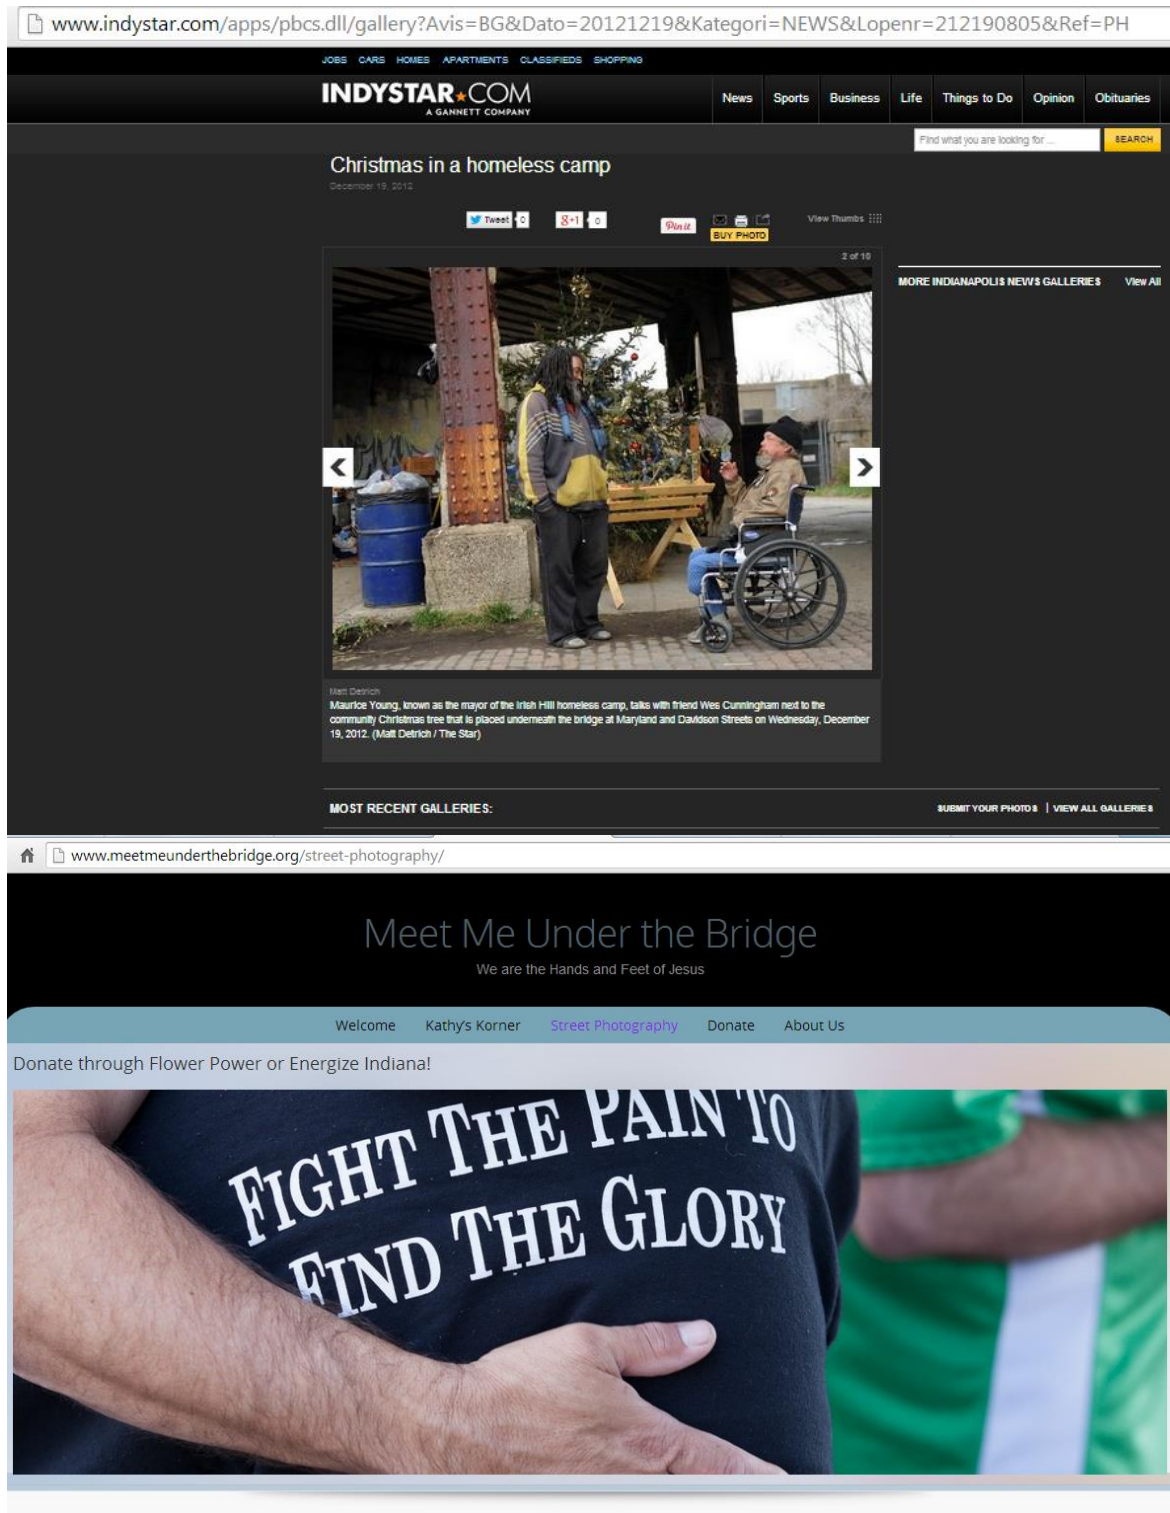 www.indystar.com/apps/pbcs.dll/gallery?Avis=BG&Dato=20121219&Kategori=NEWS&Lopenr=212190805&Ref=PH
JOBS CARS HOMES APARTMENTS CLASSIFIEDS SHOPPING
INDYSTAR COM
A GANNETT COMPANY
News Sports Business Life Things to Do Opinion Obituaries
Find what you are looking for ... SEARCH
Christmas in a homeless camp
December 19, 2012
Tweet 0 g+1 0 Pin it BUY PHOTO View Thumbs
2 of 10
MORE INDIANAPOLIS NEWS GALLERIES View All
Matt Detrich
Maurice Young, known as the mayor of the Irish Hill homeless camp, talks with friend Wes Cunningham next to the
community Christmas tree that is placed underneath the bridge at Maryland and Davidson Streets on Wednesday, December
19, 2012. (Matt Detrich / The Star)
MOST RECENT GALLERIES: SUBMIT YOUR PHOTOS | VIEW ALL GALLERIES
www.meetmeunderthebridge.org/street-photography/
Meet Me Under the Bridge
We are the Hands and Feet of Jesus
Welcome Kathy's Korner Street Photography Donate About Us
Donate through Flower Power or Energize Indiana!
FIGHT THE PAIN TO
FIND THE GLORY